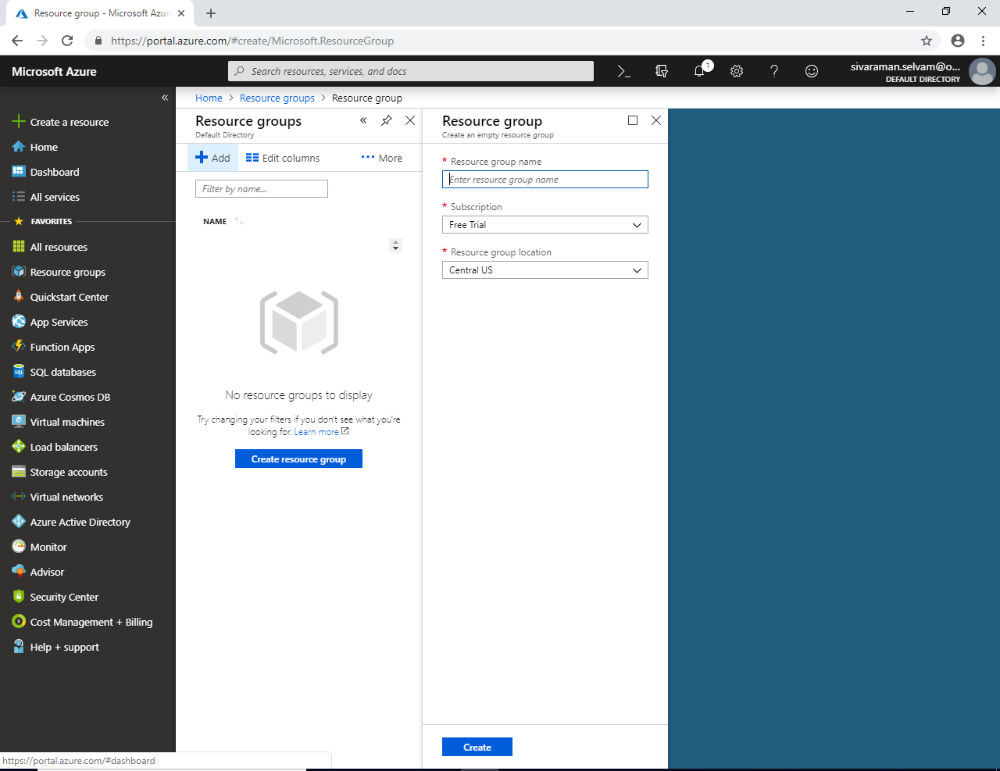 Resource group - Microsoft Azur
https://portal.azure.com/#create/Microsoft.ResourceGroup
Microsoft Azure
Search resources, services, and docs
1
sivaraman.selvam@o...
DEFAULT DIRECTORY
Create a resource
Home
Dashboard
All services
FAVORITES
All resources
Resource groups
Quickstart Center
App Services
Function Apps
SQL databases
Azure Cosmos DB
Virtual machines
Load balancers
Storage accounts
Virtual networks
Azure Active Directory
Monitor
Advisor
Security Center
Cost Management + Billing
Help + support
https://portal.azure.com/#dashboard
Home > Resource groups > Resource group
Resource groups
Default Directory
Add Edit columns ••• More
Filter by name...
NAME
No resource groups to display
Try changing your filters if you don't see what you're
looking for. Learn more
Create resource group
Resource group
Create an empty resource group
* Resource group name
Enter resource group name
* Subscription
Free Trial
* Resource group location
Central US
Create